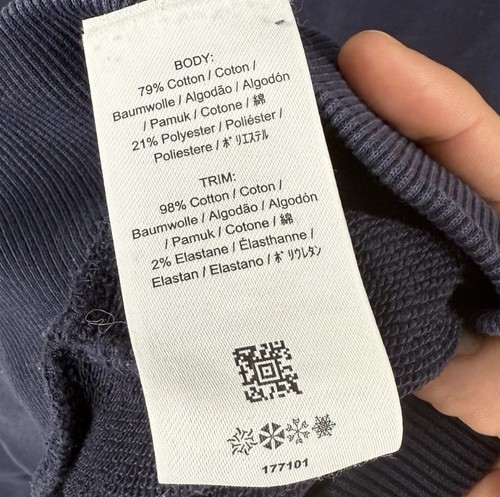 BODY:
79% Cotton / Coton /
Baumwolle / Algodão / Algodón
/ Pamuk / Cotone / 綿
21% Polyester / Poliéster /
Poliestere / ポリエステル
TRIM:
98% Cotton / Coton /
Baumwolle / Algodão / Algodón
/ Pamuk / Cotone / 綿
2% Elastane / Élasthanne /
Elastan / Elastano / ポリウレタン
177101